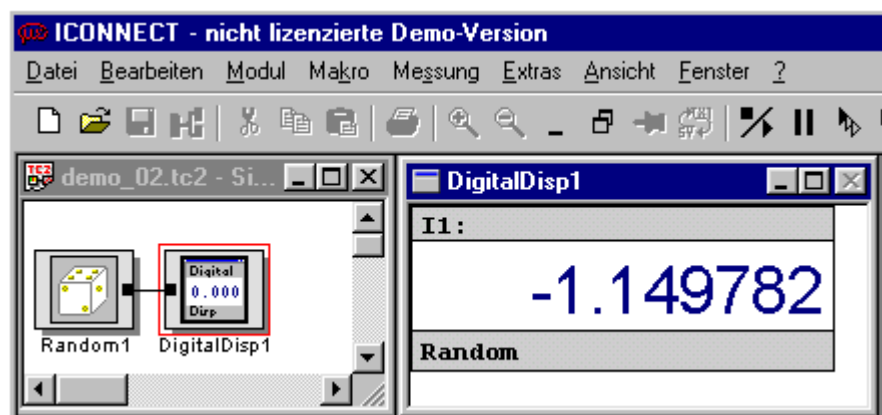 ICONNECT - nicht lizenzierte Demo-Version
Datei Bearbeiten Modul Makro Messung Extras Ansicht Fenster ?
demo_02.tc2 - Si...
Digital
0.000
Disp
Random1 DigitalDisp1
DigitalDisp1
I1:
-1.149782
Random